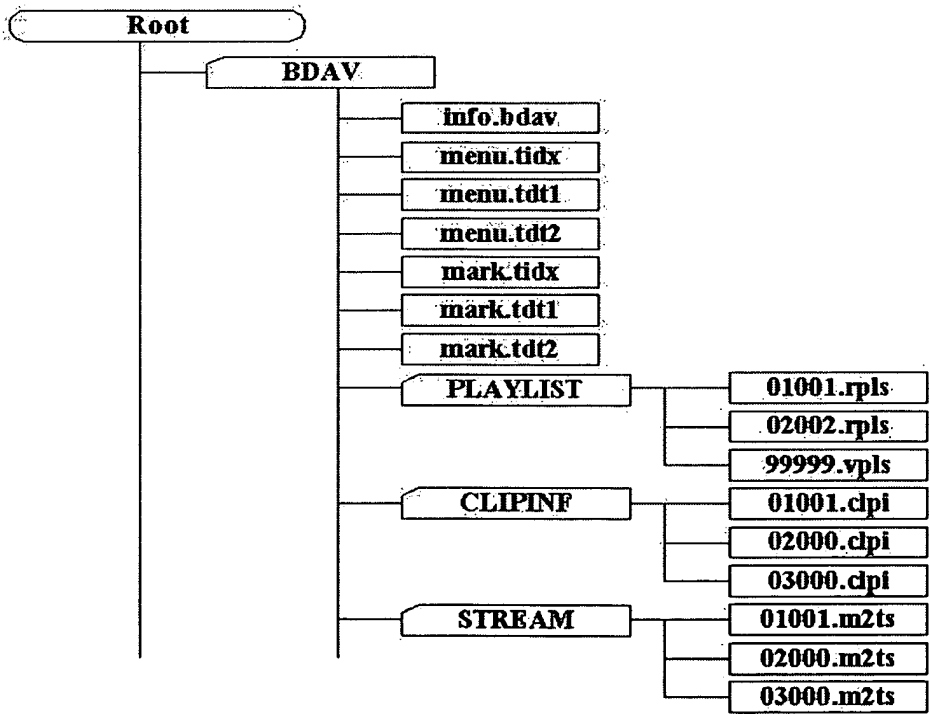 Root
BDAV
info.bdav
menu.tidx
menu.tdt1
menu.tdt2
mark.tidx
mark.tdt1
mark.tdt2
PLAYLIST
01001.rpls
02002.rpls
99999.vpls
CLIPINF
01001.clpi
02000.clpi
03000.clpi
STREAM
01001.m2ts
02000.m2ts
03000.m2ts